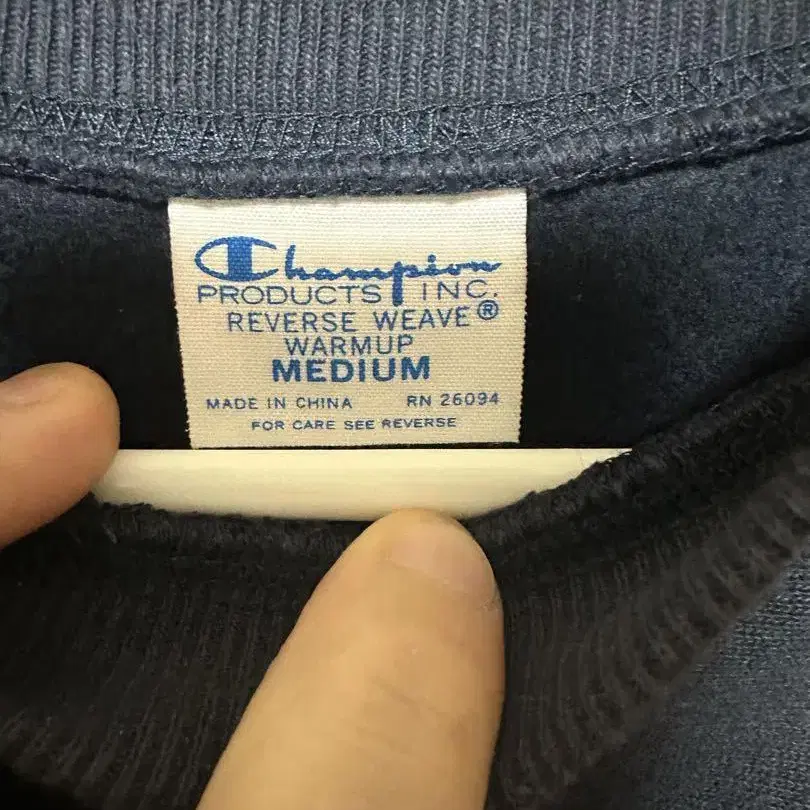 Champion
PRODUCTS INC.
REVERSE WEAVE®
WARMUP
MEDIUM
MADE IN CHINA RN 26094
FOR CARE SEE REVERSE